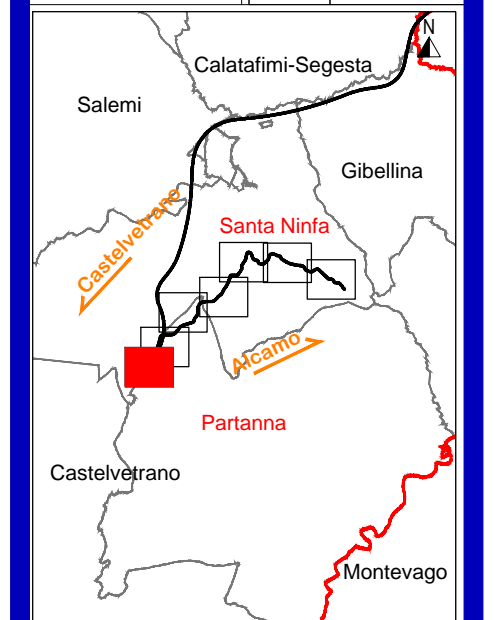 N
Calatafimi-Segesta
Salemi
Gibellina
Castelvetrano
Santa Ninfa
Alcamo
Partanna
Castelvetrano
Montevago